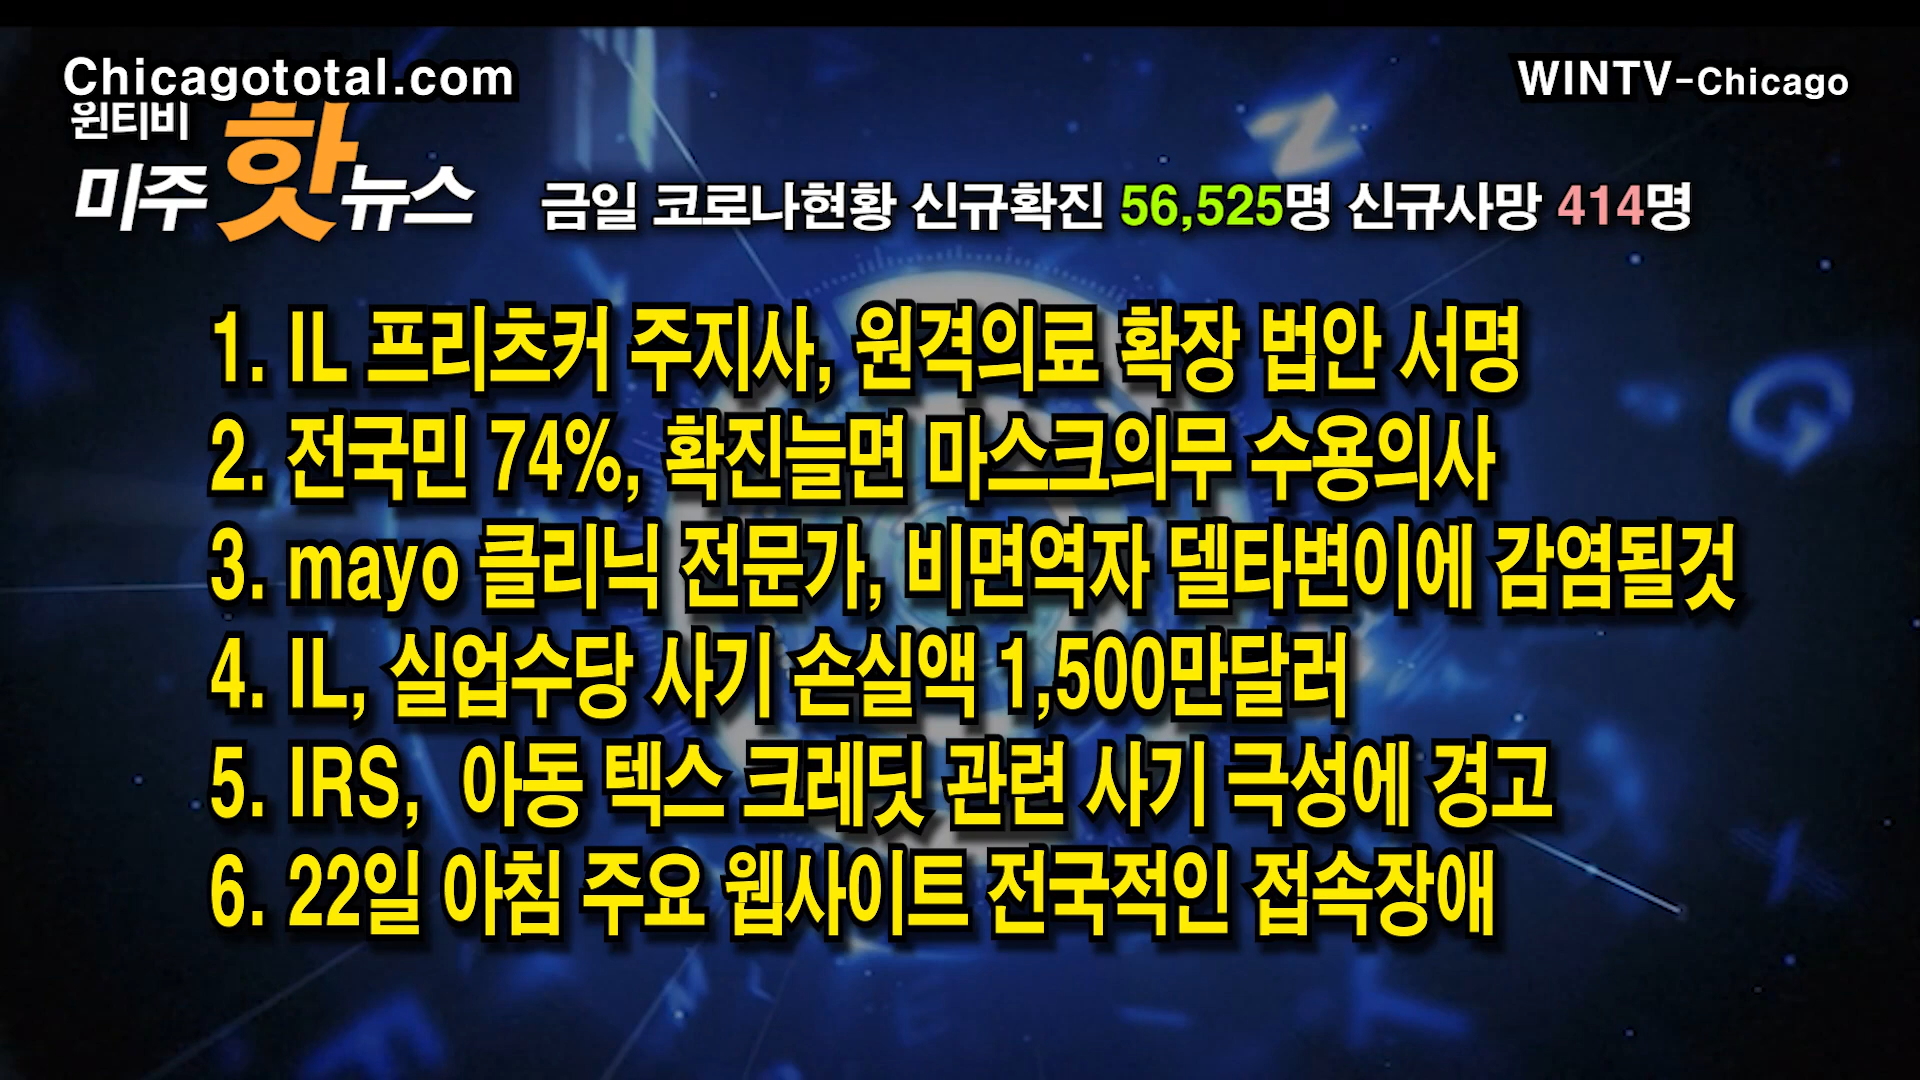 Chicagototal.com
WINTV-Chicago
윈티비
미주 핫뉴스
금일 코로나현황 신규확진 56,525명 신규사망 414명
1. IL 프리츠커 주지사, 원격의료 확장 법안 서명
2. 전국민 74%, 확진늘면 마스크의무 수용의사
3. mayo 클리닉 전문가, 비면역자 델타변이에 감염될것
4. IL, 실업수당 사기 손실액 1,500만달러
5. IRS, 아동 텍스 크레딧 관련 사기 극성에 경고
6. 22일 아침 주요 웹사이트 전국적인 접속장애